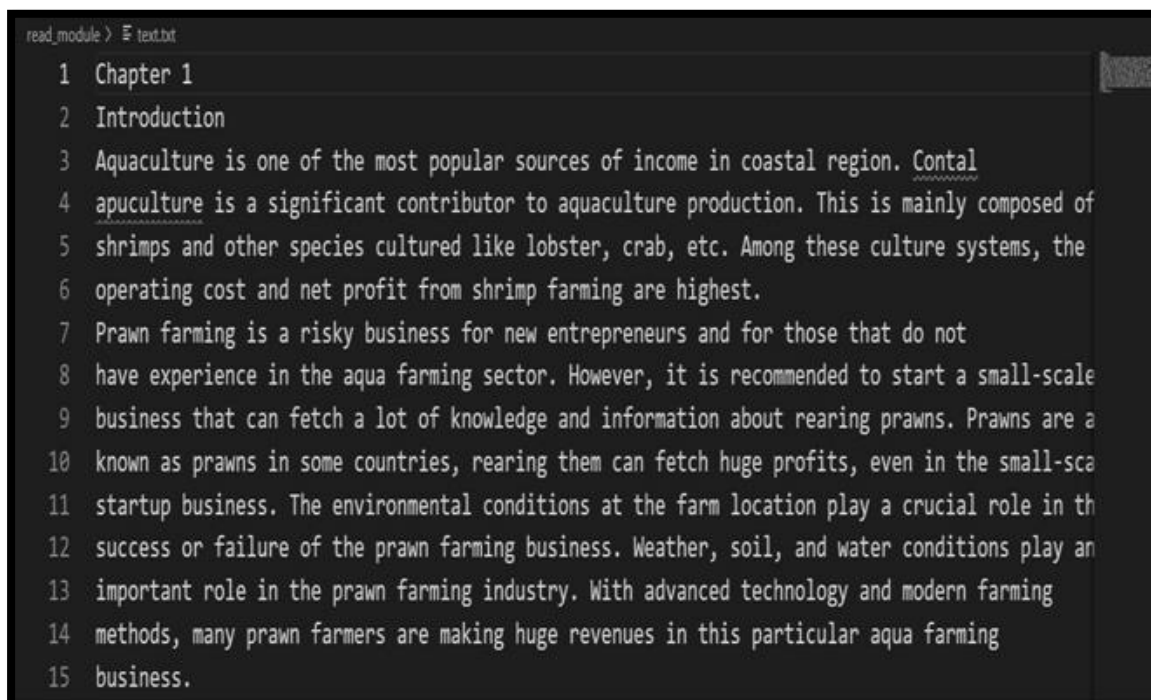 read_module > text.txt
1 Chapter 1
2 Introduction
3 Aquaculture is one of the most popular sources of income in coastal region. Contal
4 apuculture is a significant contributor to aquaculture production. This is mainly composed of
5 shrimps and other species cultured like lobster, crab, etc. Among these culture systems, the
6 operating cost and net profit from shrimp farming are highest.
7 Prawn farming is a risky business for new entrepreneurs and for those that do not
8 have experience in the aqua farming sector. However, it is recommended to start a small-scale
9 business that can fetch a lot of knowledge and information about rearing prawns. Prawns are a
10 known as prawns in some countries, rearing them can fetch huge profits, even in the small-sca
11 startup business. The environmental conditions at the farm location play a crucial role in th
12 success or failure of the prawn farming business. Weather, soil, and water conditions play an
13 important role in the prawn farming industry. With advanced technology and modern farming
14 methods, many prawn farmers are making huge revenues in this particular aqua farming
15 business.